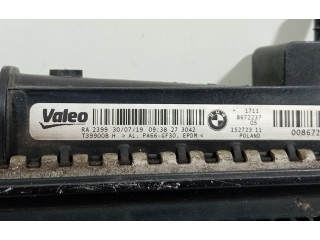 Valeo
1711
8672237
05
RA 2399 30/07/19 09:38 27 3042
T39900B H > AL, PA66-GF30, EPDM <
152723 11
POLAND
008672